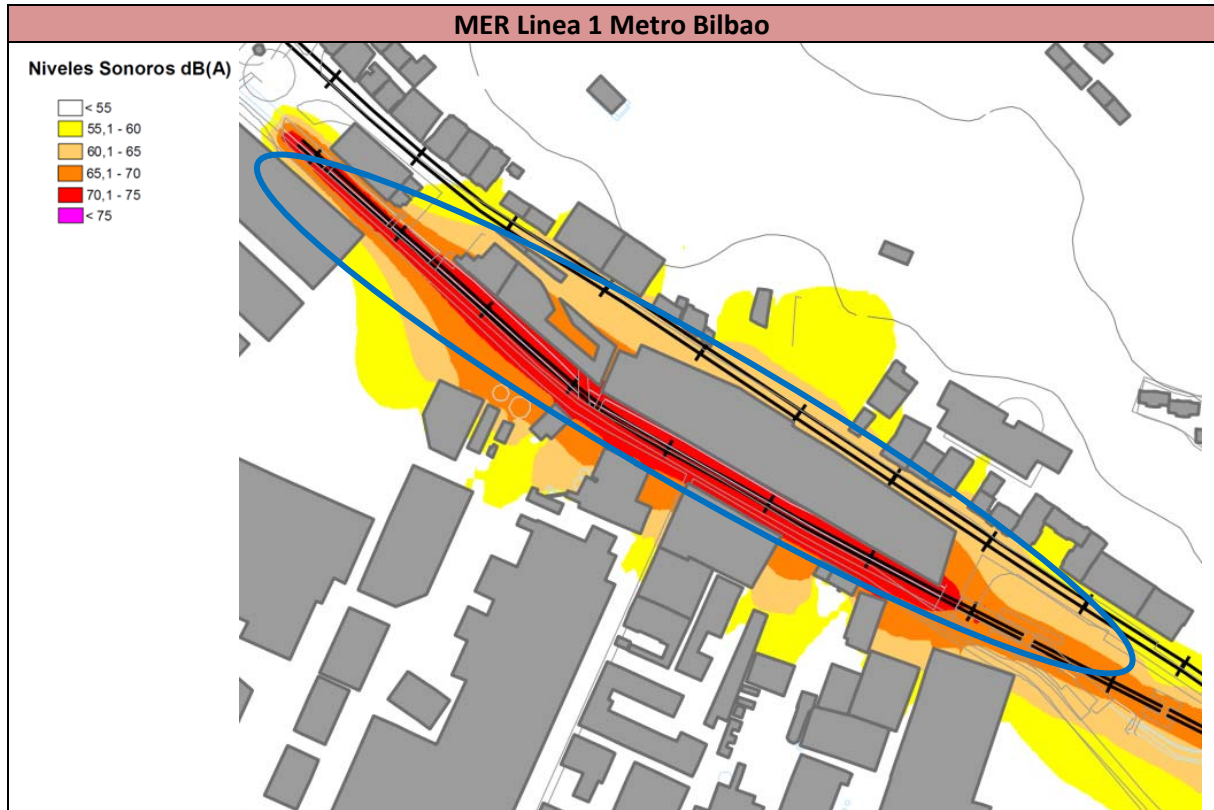 MER Linea 1 Metro Bilbao
Niveles Sonoros dB(A)
< 55
55,1 - 60
60,1 - 65
65,1 - 70
70,1 - 75
< 75